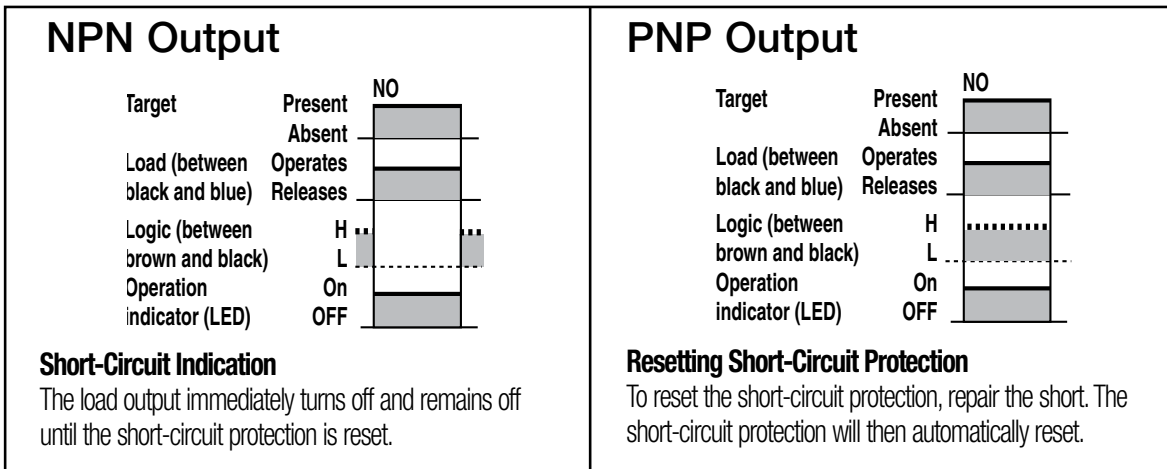 NPN Output
NO
Target Present
Absent
Load (between Operates
black and blue) Releases
Logic (between H
brown and black) L
Operation On
indicator (LED) OFF
Short-Circuit Indication
The load output immediately turns off and remains off
until the short-circuit protection is reset.
PNP Output
NO
Target Present
Absent
Load (between Operates
black and blue) Releases
Logic (between H
brown and black) L
Operation On
indicator (LED) OFF
Resetting Short-Circuit Protection
To reset the short-circuit protection, repair the short. The
short-circuit protection will then automatically reset.